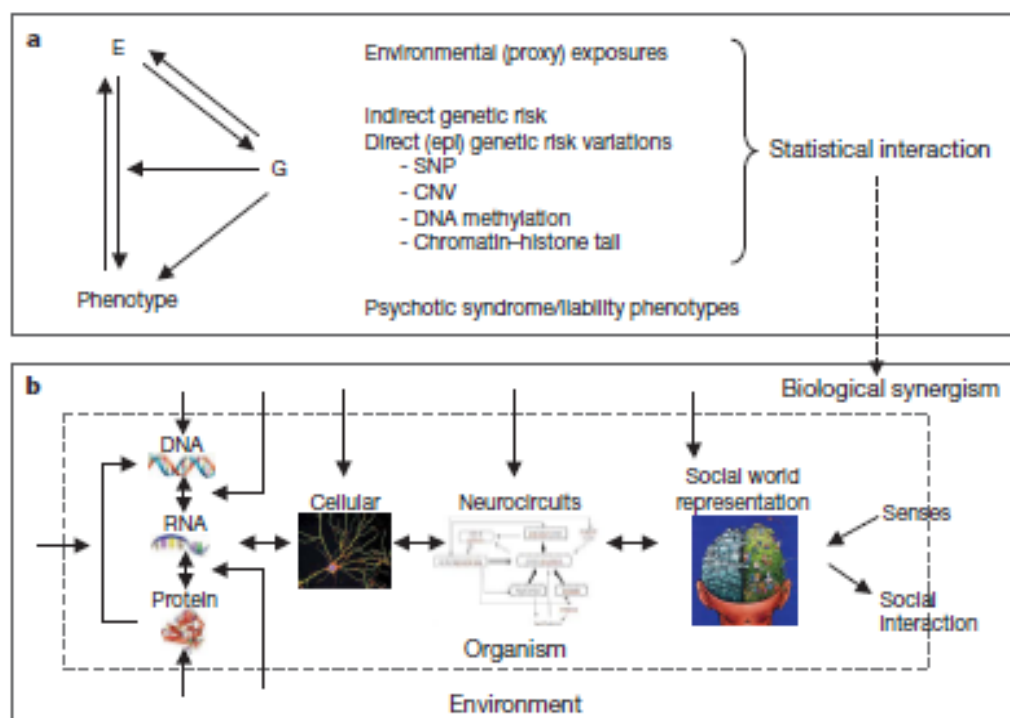 a
E
G
Phenotype
Environmental (proxy) exposures
Indirect genetic risk
Direct (epi) genetic risk variations
- SNP
- CNV
- DNA methylation
- Chromatin–histone tail
Psychotic syndrome/liability phenotypes
Statistical interaction
b
Biological synergism
DNA
RNA
Protein
Cellular
Neurocircuits
Social world
representation
Senses
Social
interaction
Organism
Environment